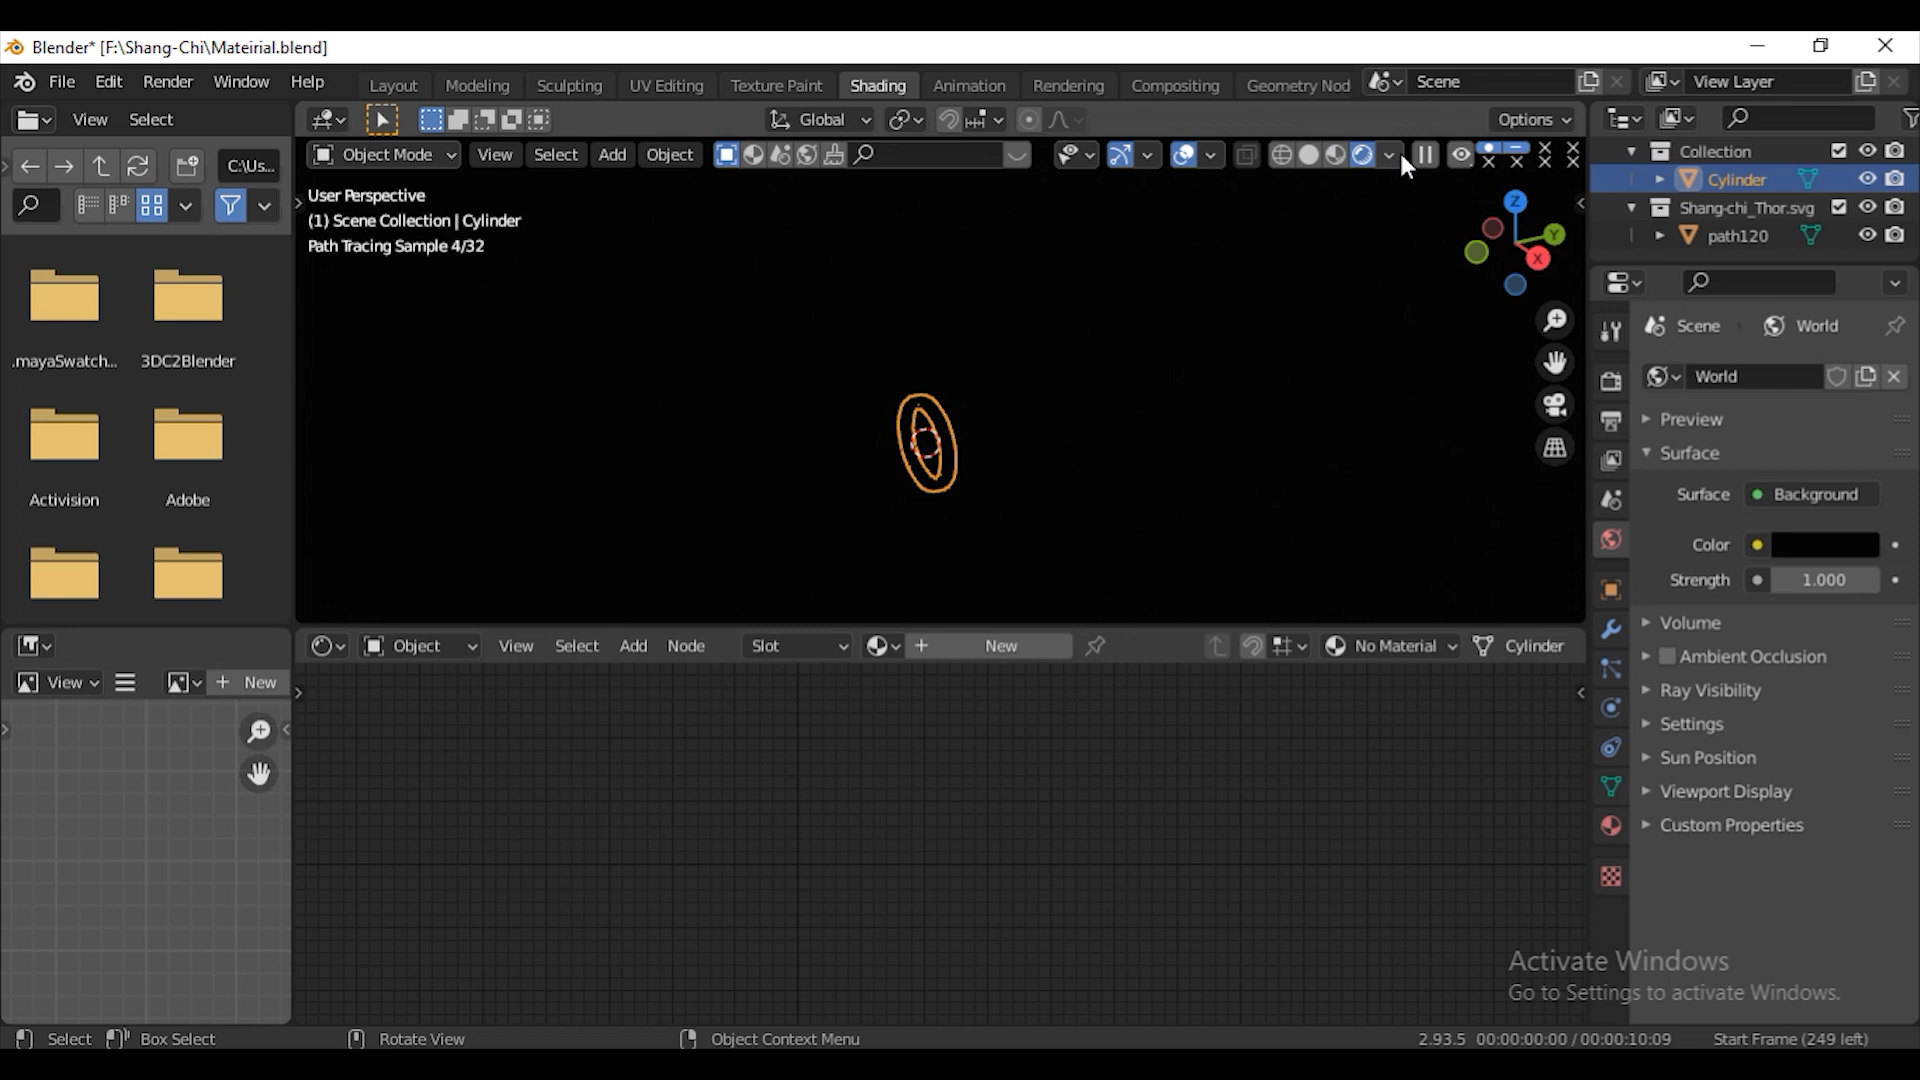 Blender* [F:\Shang-Chi\Mateirial.blend]
File Edit Render Window Help Layout Modeling Sculpting UV Editing Texture Paint Shading Animation Rendering Compositing Geometry Nod Scene View Layer
View Select Global Options
C:\Us... Object Mode View Select Add Object Collection
User Perspective
(1) Scene Collection | Cylinder
Path Tracing Sample 4/32
Z
Y
X
Cylinder
Shang-chi_Thor.svg
path120
Scene World
World
Preview
Surface
Surface Background
Color
Strength 1.000
Volume
Ambient Occlusion
Ray Visibility
Settings
Sun Position
Viewport Display
Custom Properties
.mayaSwatch... 3DC2Blender
Activision Adobe
Object View Select Add Node Slot New No Material Cylinder
View New
Activate Windows
Go to Settings to activate Windows.
Select Box Select Rotate View Object Context Menu 2.93.5 00:00:00:00 / 00:00:10:09 Start Frame (249 left)